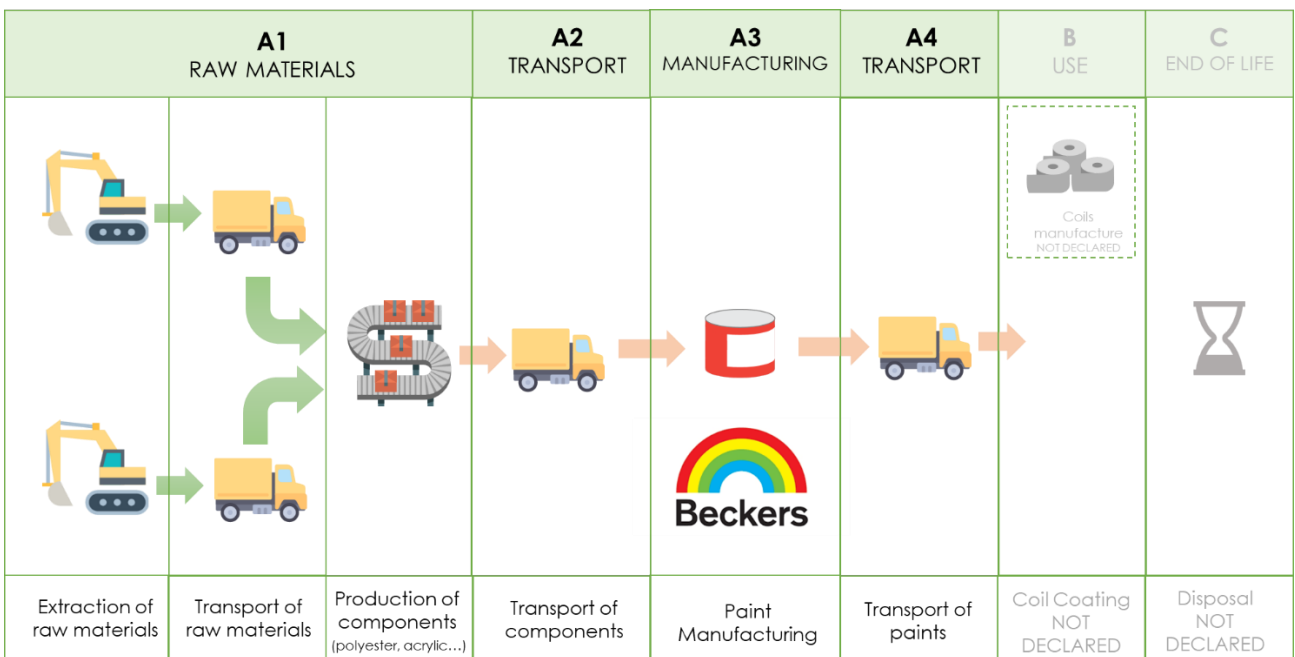 A1
RAW MATERIALS
A2
TRANSPORT
A3
MANUFACTURING
A4
TRANSPORT
B
USE
C
END OF LIFE
Coils
manufacture
NOT DECLARED
Beckers
Extraction of
raw materials
Transport of
raw materials
Production of
components
(polyester, acrylic...)
Transport of
components
Paint
Manufacturing
Transport of
paints
Coil Coating
NOT
DECLARED
Disposal
NOT
DECLARED